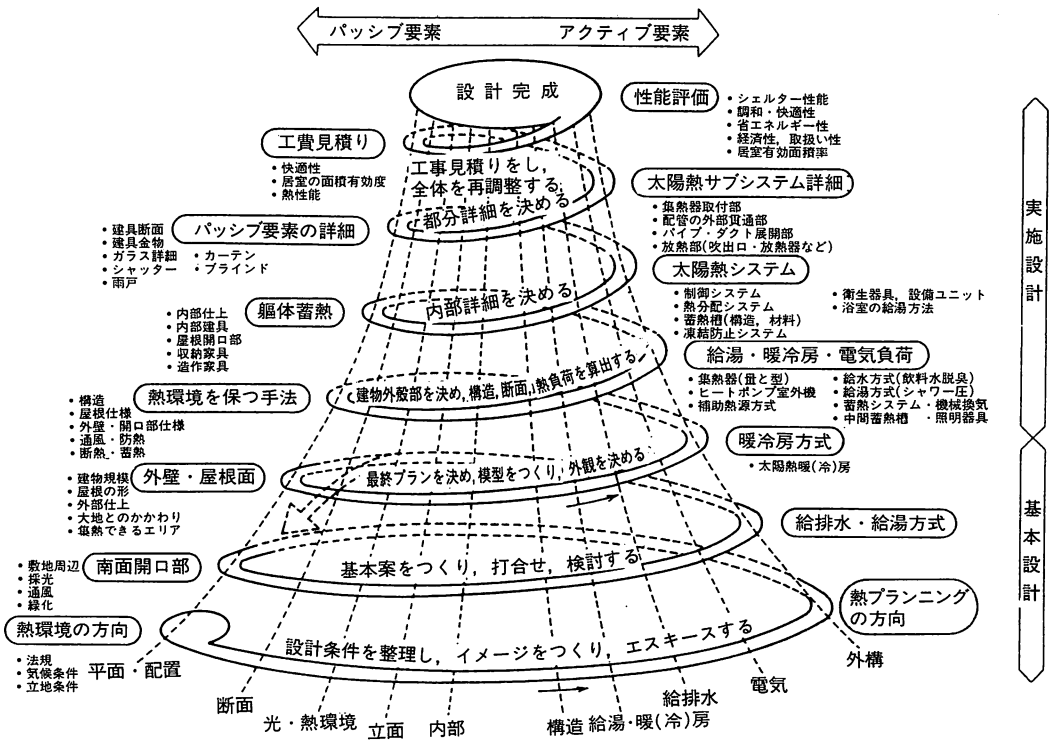 パッシブ要素
アクティブ要素
設計完成
性能評価
・シェルター性能
・調和・快適性
・省エネルギー性
・経済性，取扱い性
・居室有効面積率
工費見積り
・快適性
・居室の面積有効度
・熱性能
工事見積りをし，
全体を再調整する
太陽熱サブシステム詳細
・集熱器取付部
・配管の外部貫通部
・パイプ・ダクト展開部
・放熱部(吹出口・放熱器など)
都分詳細を決める
パッシブ要素の詳細
・建具断面
・建具金物
・ガラス詳細
・シャッター
・雨戸
・カーテン
・ブラインド
太陽熱システム
・制御システム
・熱分配システム
・蓄熱槽(構造，材料)
・凍結防止システム
・衛生器具，設備ユニット
・浴室の給湯方法
内部詳細を決める
躯体蓄熱
・内部仕上
・内部建具
・屋根開口部
・収納家具
・造作家具
給湯・暖冷房・電気負荷
・集熱器(量と型)
・ヒートポンプ室外機
・補助熱源方式
・給水方式(飲料水脱臭)
・給湯方式(シャワー圧)
・蓄熱システム・機械換気
・中間蓄熱槽 ・照明器具
建物外殻部を決め，構造，断面，熱負荷を算出する
熱環境を保つ手法
・構造
・屋根仕様
・外壁・開口部仕様
・通風・防熱
・断熱・蓄熱
暖冷房方式
・太陽熱暖(冷)房
最終プランを決め，模型をつくり，外観を決める
外壁・屋根面
・建物規模
・屋根の形
・外部仕上
・大地とのかかわり
・集熱できるエリア
給排水・給湯方式
基本案をつくり，打合せ，検討する
南面開口部
・敷地周辺
・採光
・通風
・緑化
熱プランニング
の方向
設計条件を整理し，イメージをつくり，エスキースする
熱環境の方向
・法規
・気候条件
・立地条件
平面・配置
断面
光・熱環境
立面
内部
構造
給湯・暖(冷)房
給排水
電気
外構
実施設計
基本設計